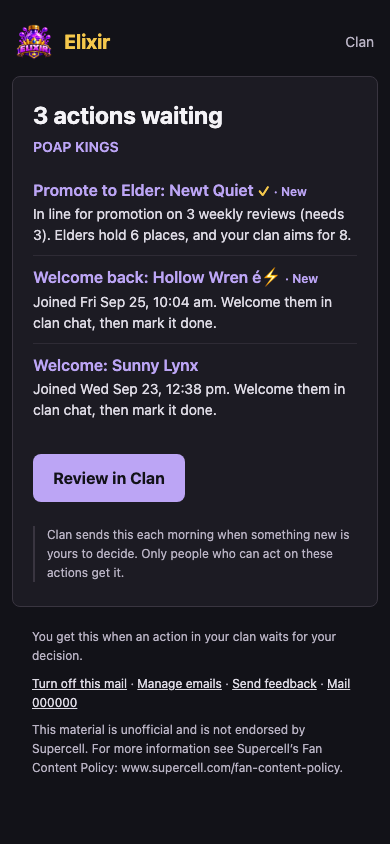 ELIXIR
Elixir
Clan
3 actions waiting
POAP KINGS
Promote to Elder: Newt Quiet ✓ · New
In line for promotion on 3 weekly reviews (needs
3). Elders hold 6 places, and your clan aims for 8.
Welcome back: Hollow Wren é⚡ · New
Joined Fri Sep 25, 10:04 am. Welcome them in
clan chat, then mark it done.
Welcome: Sunny Lynx
Joined Wed Sep 23, 12:38 pm. Welcome them in
clan chat, then mark it done.
Review in Clan
Clan sends this each morning when something new is
yours to decide. Only people who can act on these
actions get it.
You get this when an action in your clan waits for your
decision.
Turn off this mail · Manage emails · Send feedback · Mail
000000
This material is unofficial and is not endorsed by
Supercell. For more information see Supercell's Fan
Content Policy: www.supercell.com/fan-content-policy.